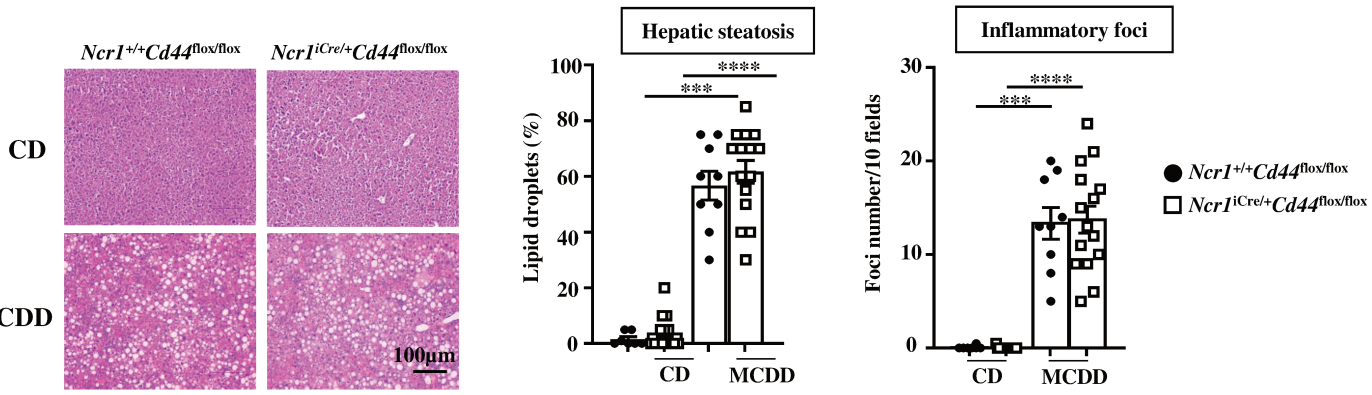 Ncr1+/+Cd44flox/flox
Ncr1iCre/+Cd44flox/flox
CD
CDD
100μm
Hepatic steatosis
****
***
Lipid droplets (%)
100
80
60
40
20
0
CD
MCDD
Inflammatory foci
****
***
Foci number/10 fields
30
20
10
0
CD
MCDD
Ncr1+/+Cd44flox/flox
Ncr1iCre/+Cd44flox/flox